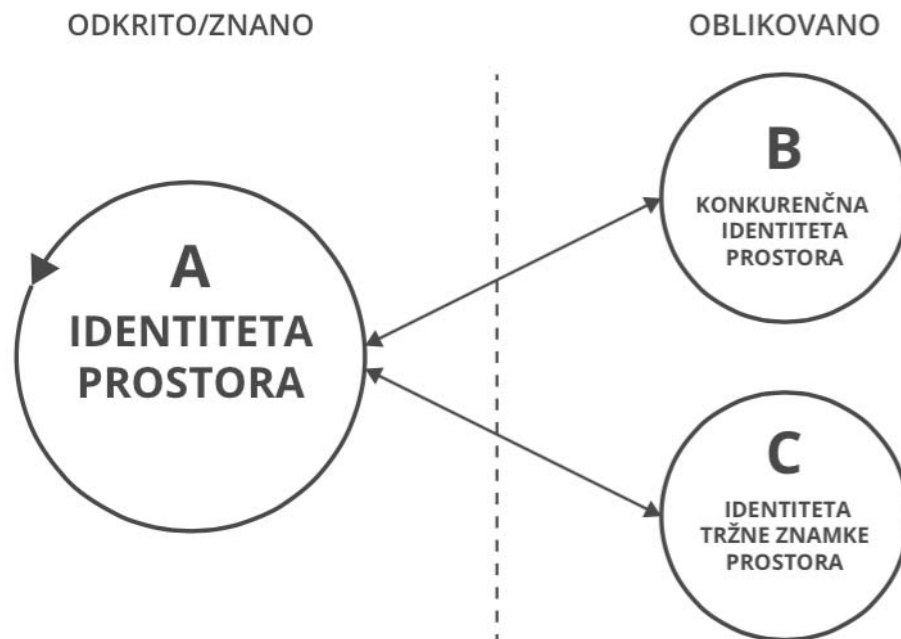 ODKRITO/ZNANO
OBLIKOVANO
A
IDENTITETA
PROSTORA
B
KONKURENČNA
IDENTITETA
PROSTORA
C
IDENTITETA
TRŽNE ZNAMKE
PROSTORA